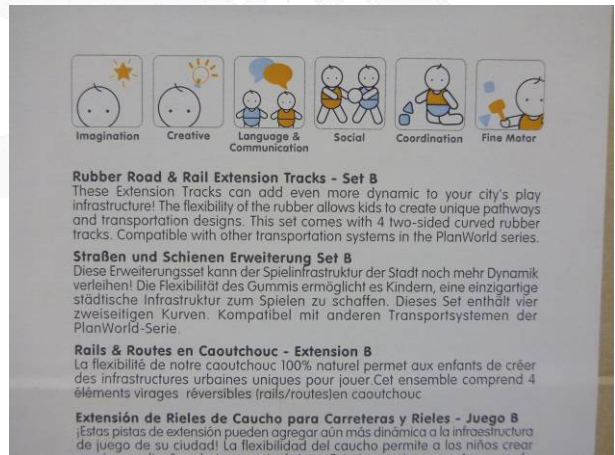 Imagination
Creative
Language &
Communication
Social
Coordination
Fine Motor
Rubber Road & Rail Extension Tracks - Set B
These Extension Tracks can add even more dynamic to your city's play
infrastructure! The flexibility of the rubber allows kids to create unique pathways
and transportation designs. This set comes with 4 two-sided curved rubber
tracks. Compatible with other transportation systems in the PlanWorld series.
Straßen und Schienen Erweiterung Set B
Diese Erweiterungsset kann der Spielinfrastruktur der Stadt noch mehr Dynamik
verleihen! Die Flexibilität des Gummis ermöglicht es Kindern, eine einzigartige
städtische Infrastruktur zum Spielen zu schaffen. Dieses Set enthält vier
zweiseitigen Kurven. Kompatibel mit anderen Transportsystemen der
PlanWorld-Serie.
Rails & Routes en Caoutchouc - Extension B
La flexibilité de notre caoutchouc 100% naturel permet aux enfants de créer
des infrastructures urbaines uniques pour jouer.Cet ensemble comprend 4
éléments virages réversibles (rails/routes)en caoutchouc
Extensión de Rieles de Caucho para Carreteras y Rieles - Juego B
¡Estas pistas de extensión pueden agregar aún más dinámica a la infraestructura
de juego de su ciudad! La flexibilidad del caucho permite a los niños crear